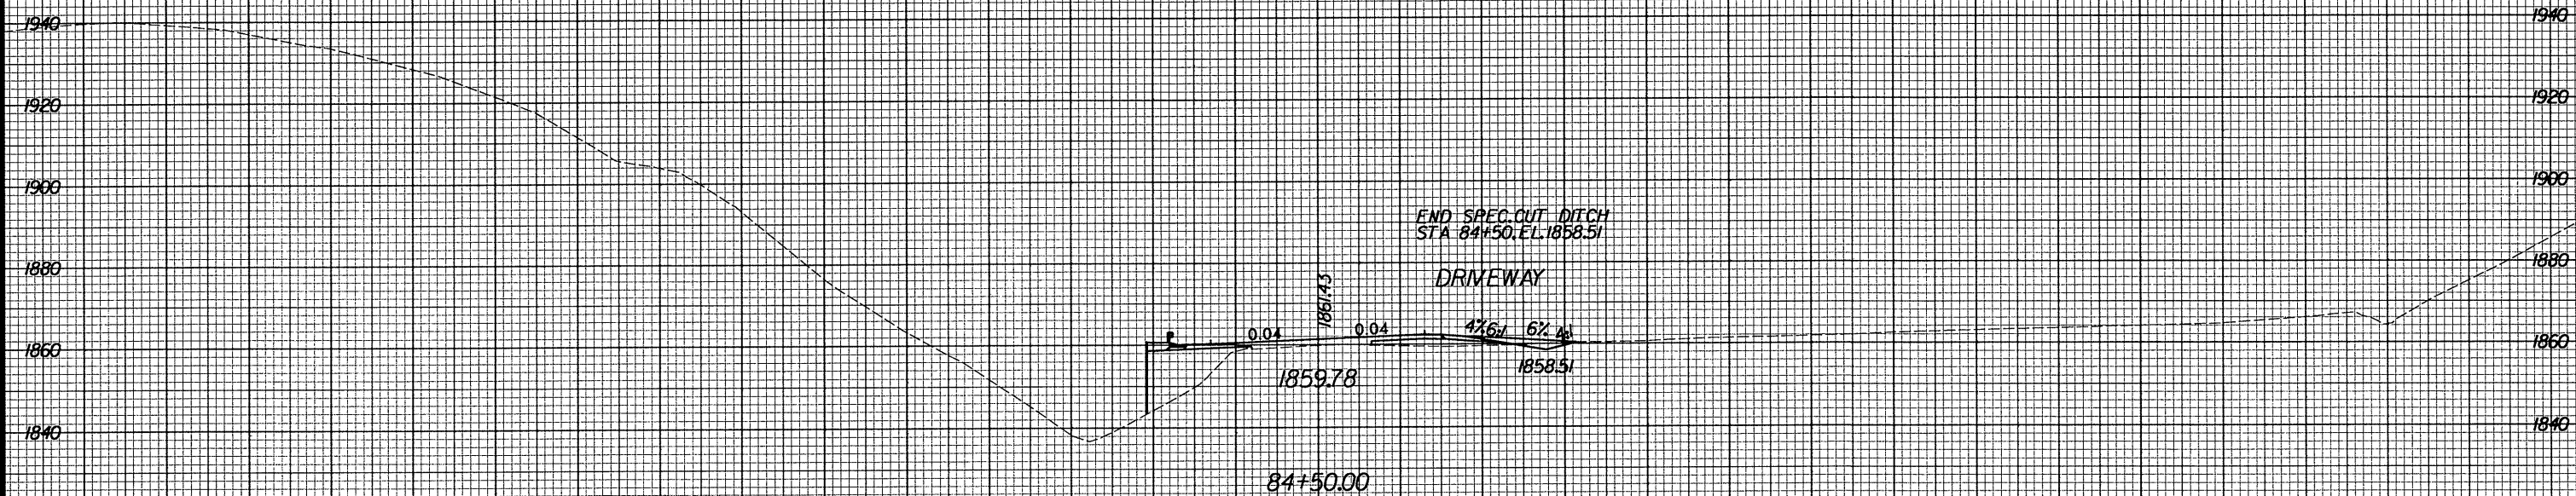 1940 1940
1920 1920
1900 1900
END SPEC.CUT DITCH
STA 84+50,EL.1858.51
1880 DRIVEWAY 1880
1861.43
0.04 0.04 4% 6:1 6% 4:1
1860 1860
1858.51
1859.78
1840 1840
84+50.00